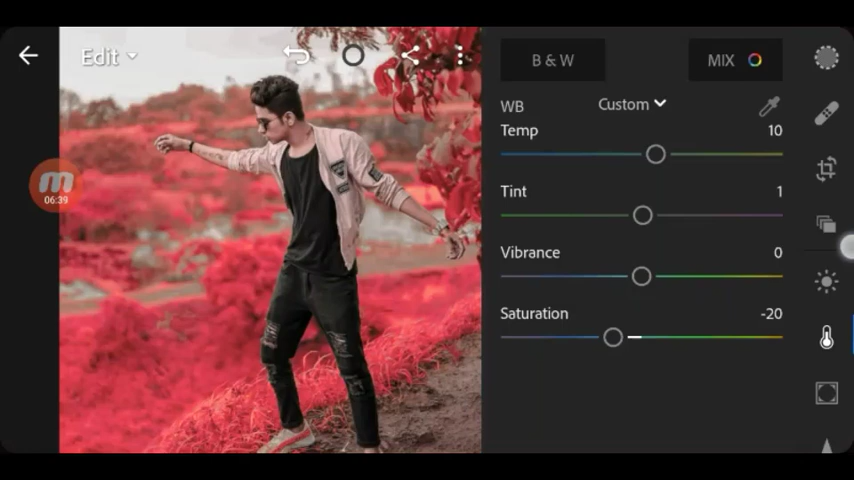 Edit
B & W
MIX
WB
Custom
Temp
10
Tint
1
Vibrance
0
Saturation
-20
06:39